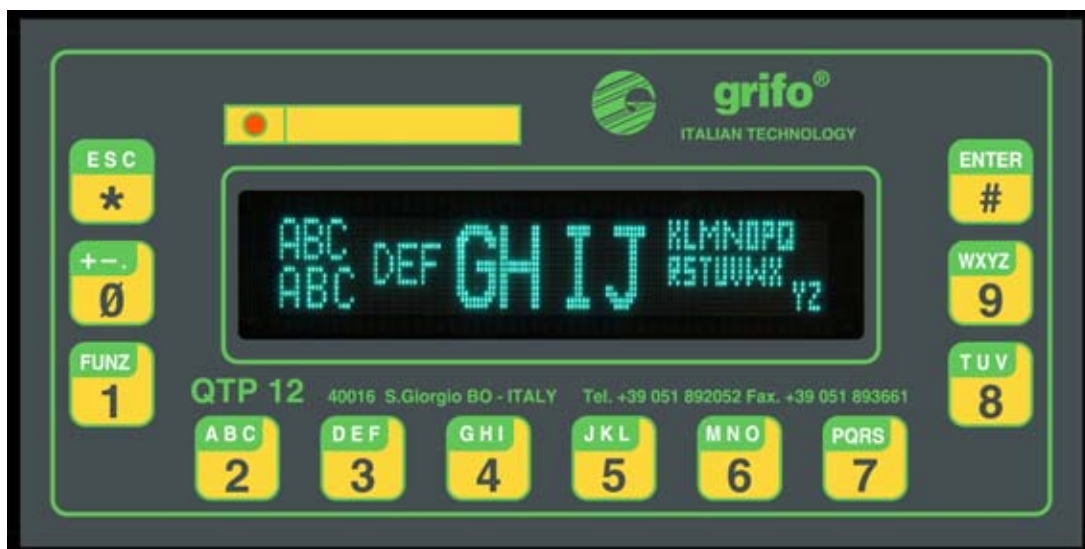 grifo®
ITALIAN TECHNOLOGY
ESC
*
ENTER
#
ABC
ABC
DEF
GHIJ
KLMNOPQ
RSTUVWX
YZ
+-.
0
WXYZ
9
FUNZ
1
TUV
8
QTP 12 40016 S.Giorgio BO - ITALY Tel. +39 051 892052 Fax. +39 051 893661
ABC
2
DEF
3
GHI
4
JKL
5
MNO
6
PQRS
7